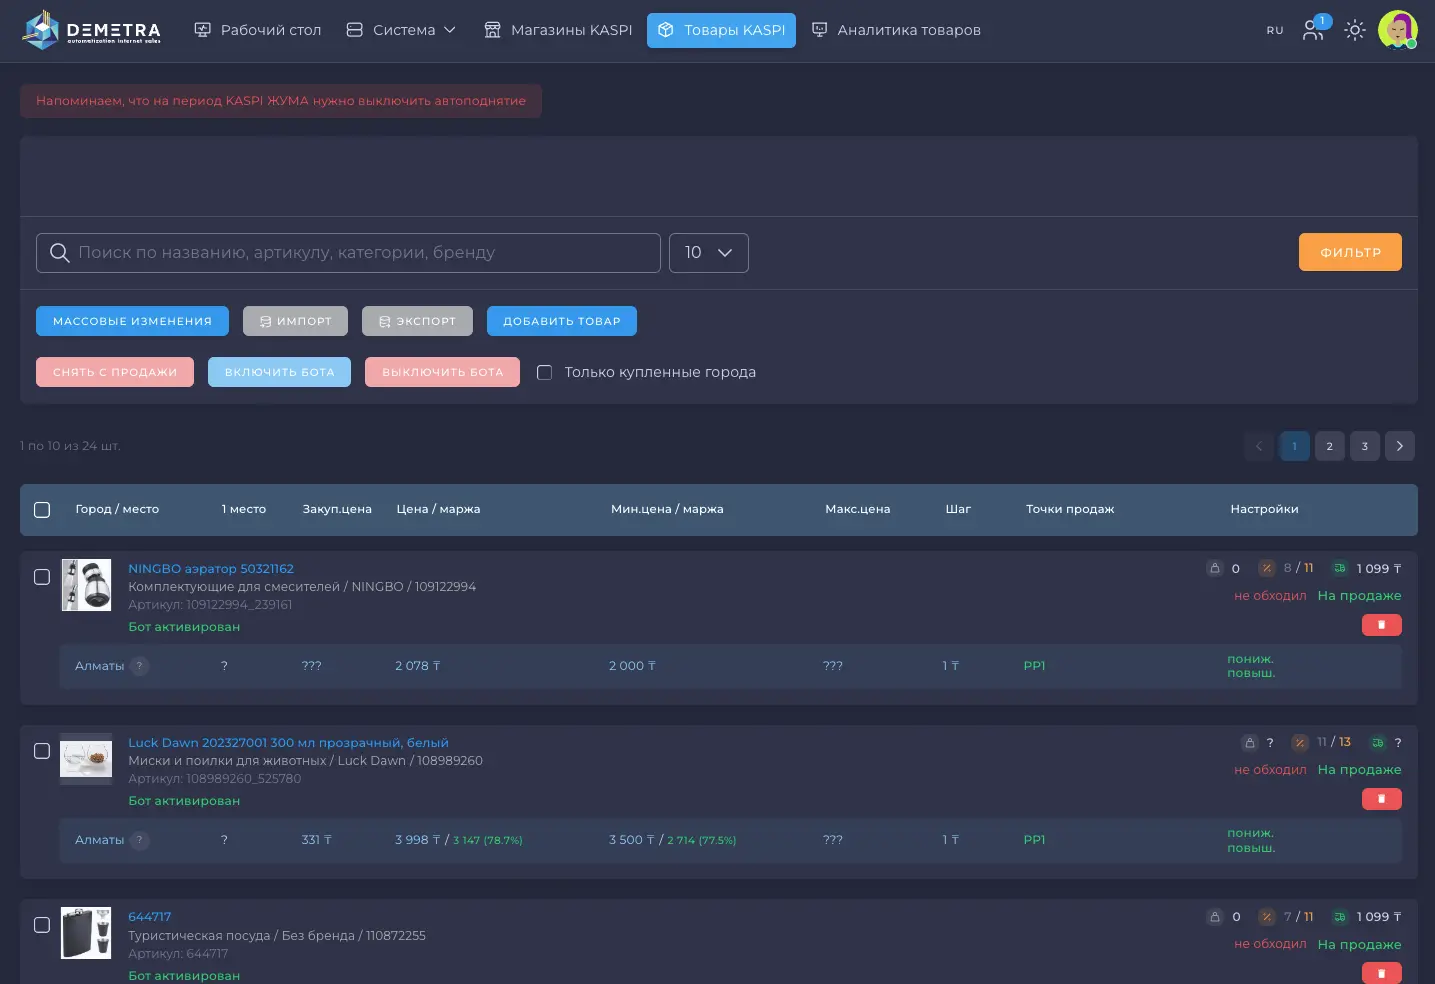 DEMETRA
automatization internet sales
Рабочий стол
Система
Магазины KASPI
Товары KASPI
Аналитика товаров
RU
1
Напоминаем, что на период KASPI ЖУМА нужно выключить автоподнятие
Поиск по названию, артикулу, категории, бренду
10
ФИЛЬТР
МАССОВЫЕ ИЗМЕНЕНИЯ
ИМПОРТ
ЭКСПОРТ
ДОБАВИТЬ ТОВАР
СНЯТЬ С ПРОДАЖИ
ВКЛЮЧИТЬ БОТА
ВЫКЛЮЧИТЬ БОТА
Только купленные города
1 по 10 из 24 шт.
1 2 3
Город / место 1 место Закуп.цена Цена / маржа Мин.цена / маржа Макс.цена Шаг Точки продаж Настройки
NINGBO аэратор 50321162
0 8 / 11 1 099 ₸
Комплектующие для смесителей / NINGBO / 109122994
не обходил На продаже
Артикул: 109122994_239161
Бот активирован
Алматы ? ? ??? 2 078 ₸ 2 000 ₸ ??? 1 ₸ PP1 пониж.
повыш.
Luck Dawn 202327001 300 мл прозрачный, белый
? 11 / 13 ?
Миски и поилки для животных / Luck Dawn / 108989260
не обходил На продаже
Артикул: 108989260_525780
Бот активирован
Алматы ? ? 331 ₸ 3 998 ₸ / 3 147 (78.7%) 3 500 ₸ / 2 714 (77.5%) ??? 1 ₸ PP1 пониж.
повыш.
644717
0 7 / 11 1 099 ₸
Туристическая посуда / Без бренда / 110872255
не обходил На продаже
Артикул: 644717
Бот активирован